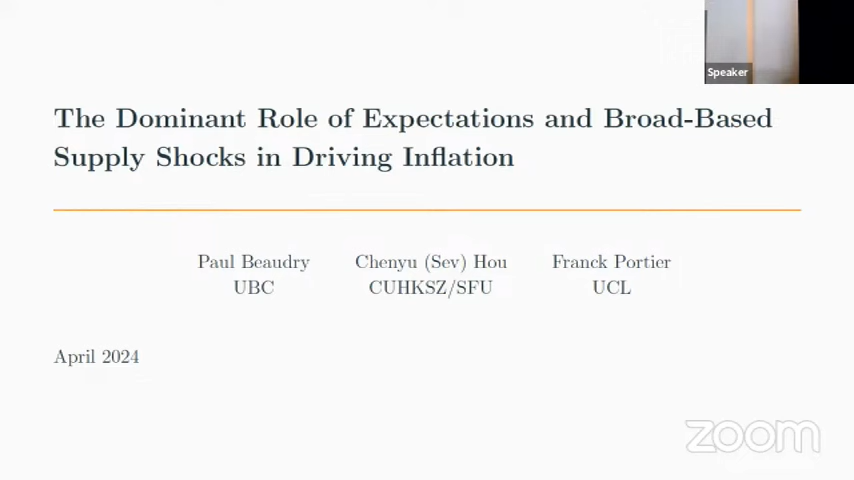 Speaker
The Dominant Role of Expectations and Broad-Based
Supply Shocks in Driving Inflation
Paul Beaudry Chenyu (Sev) Hou Franck Portier
UBC CUHKSZ/SFU UCL
April 2024
zoom